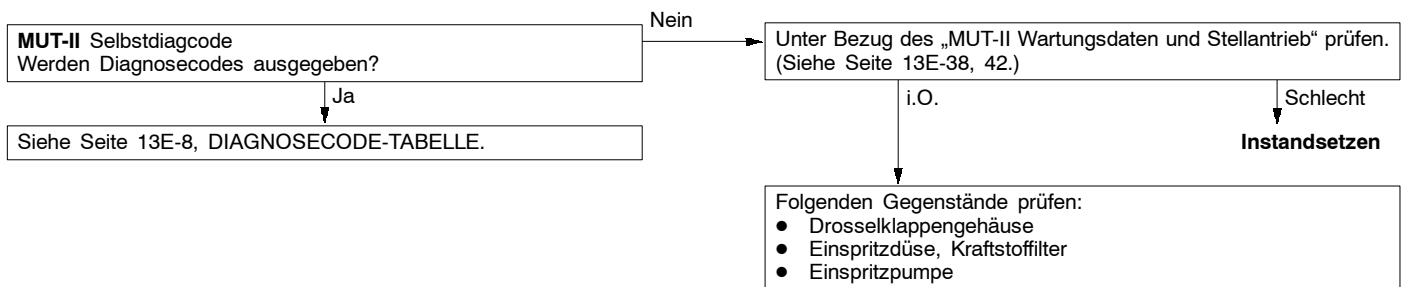 MUT-II Selbstdiagcode
Werden Diagnosecodes ausgegeben?
Nein
Unter Bezug des „MUT-II Wartungsdaten und Stellantrieb“ prüfen.
(Siehe Seite 13E-38, 42.)
Ja
i.O.
Schlecht
Siehe Seite 13E-8, DIAGNOSECODE-TABELLE.
Instandsetzen
Folgenden Gegenstände prüfen:
● Drosselklappengehäuse
● Einspritzdüse, Kraftstoffilter
● Einspritzpumpe